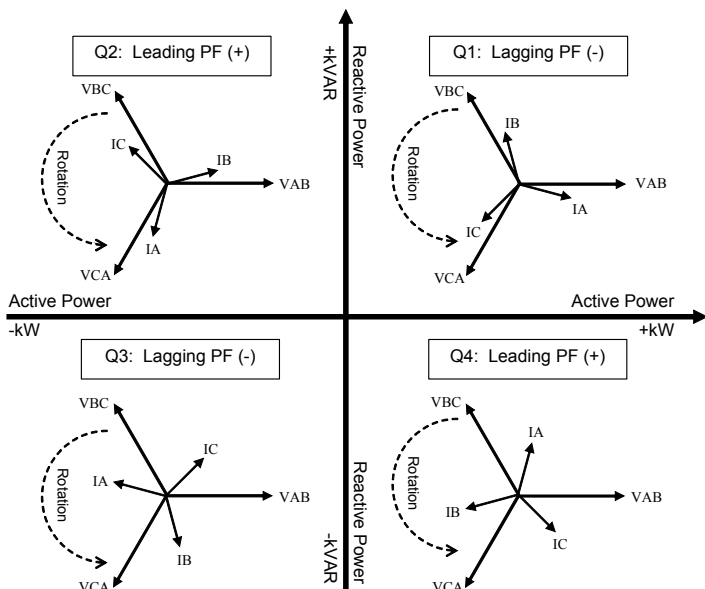 Q2: Leading PF (+)
VBC
IC
IB
VAB
IA
VCA
Rotation
Reactive Power
+kVAR
Q1: Lagging PF (-)
VBC
IB
VAB
IA
IC
VCA
Rotation
Active Power
-kW
Active Power
+kW
Q3: Lagging PF (-)
VBC
IC
IA
VAB
IB
VCA
Rotation
Reactive Power
-kVAR
Q4: Leading PF (+)
VBC
IA
VAB
IB
IC
VCA
Rotation